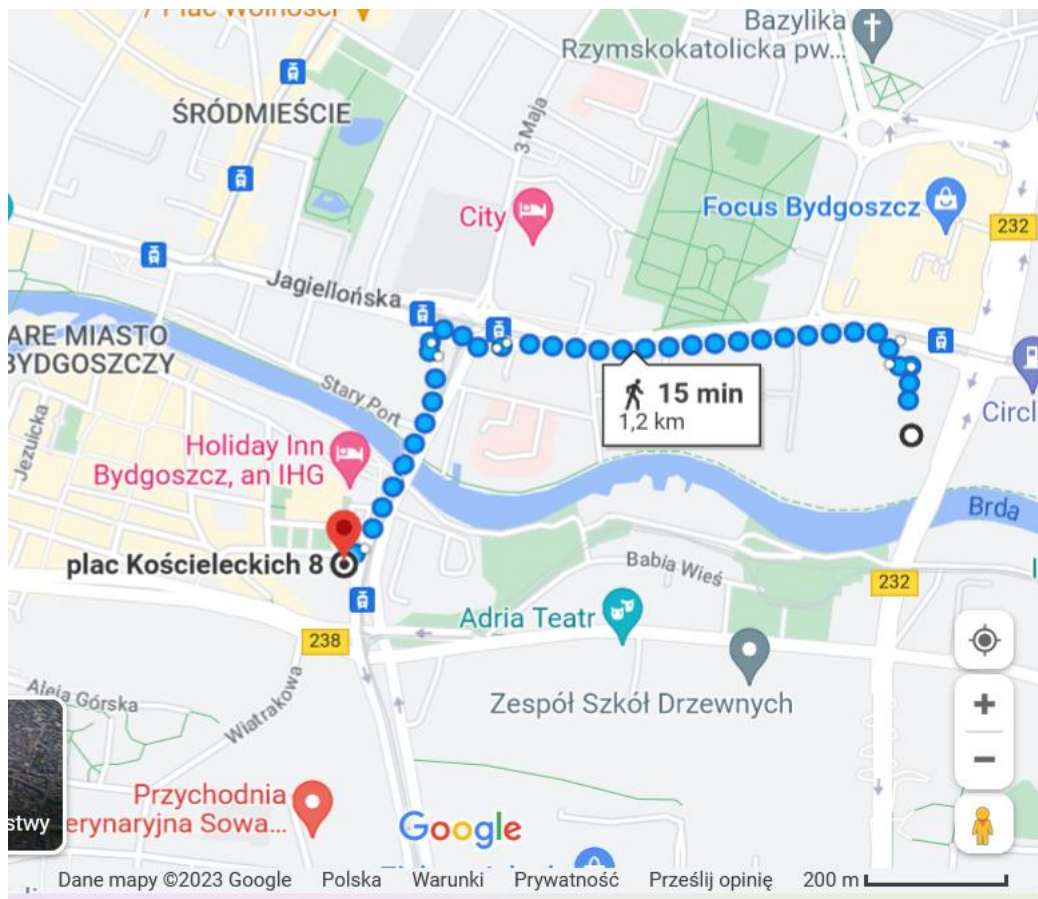 / Plac Wolności
Bazylika
Rzymskokatolicka pw...
ŚRÓDMIEŚCIE
3 Maja
City
Focus Bydgoszcz
232
Jagiellońska
ARE MIASTO
BYDGOSZCZY
Stary Port
15 min
1,2 km
Circl
Jezuicka
Holiday Inn
Bydgoszcz, an IHG
Brda
plac Kościeleckich 8
Babia Wieś
232
Adria Teatr
238
Zespół Szkół Drzewnych
Aleja Górska
Wiatrakowa
Przychodnia
erynaryjna Sowa...
stwy
Google
Dane mapy ©2023 Google Polska Warunki Prywatność Prześlij opinię 200 m